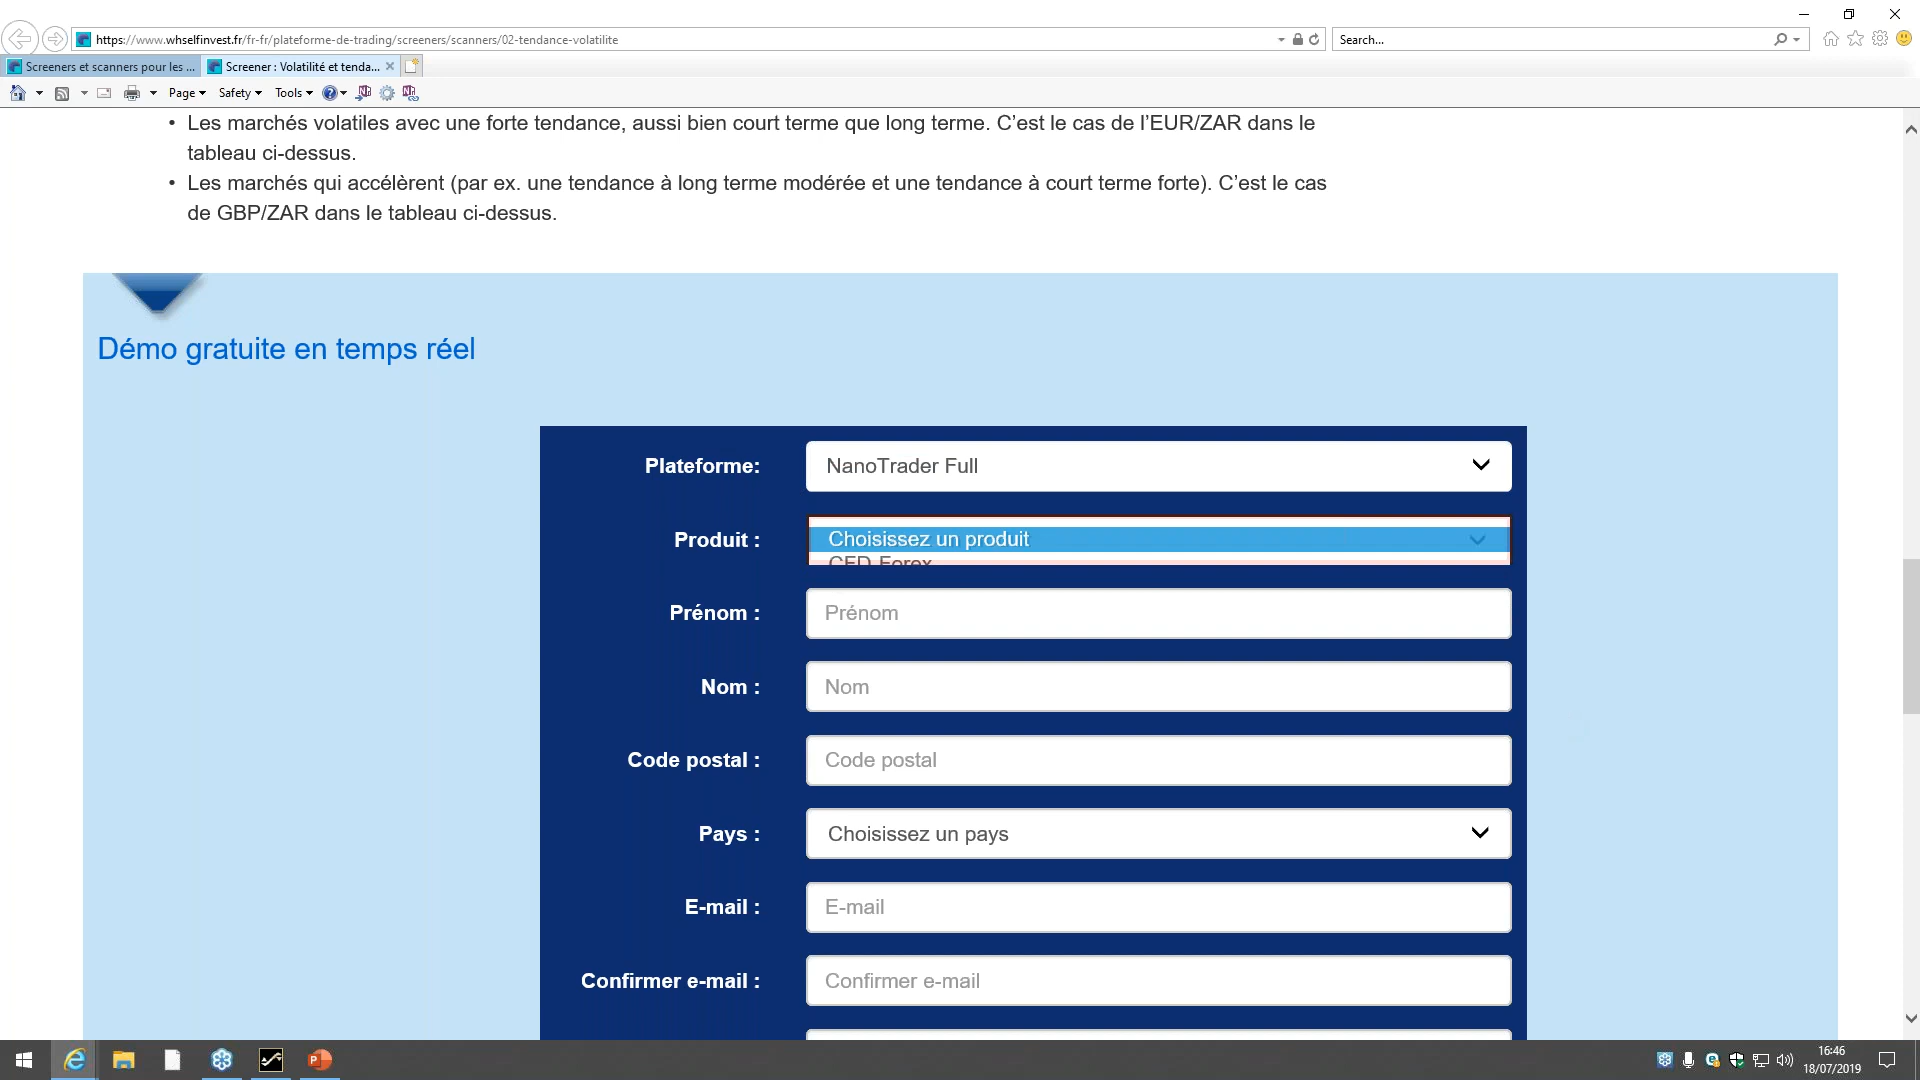 https://www.whselfinvest.fr/fr-fr/plateforme-de-trading/screeners/scanners/02-tendance-volatilite
Search...
Screeners et scanners pour les ...
Screener : Volatilité et tenda...
Page
Safety
Tools
• Les marchés volatiles avec une forte tendance, aussi bien court terme que long terme. C’est le cas de l’EUR/ZAR dans le
tableau ci-dessus.
• Les marchés qui accélèrent (par ex. une tendance à long terme modérée et une tendance à court terme forte). C’est le cas
de GBP/ZAR dans le tableau ci-dessus.
Démo gratuite en temps réel
Plateforme:
NanoTrader Full
Produit :
Choisissez un produit
CFD-Forex
Prénom :
Prénom
Nom :
Nom
Code postal :
Code postal
Pays :
Choisissez un pays
E-mail :
E-mail
Confirmer e-mail :
Confirmer e-mail
16:46
18/07/2019